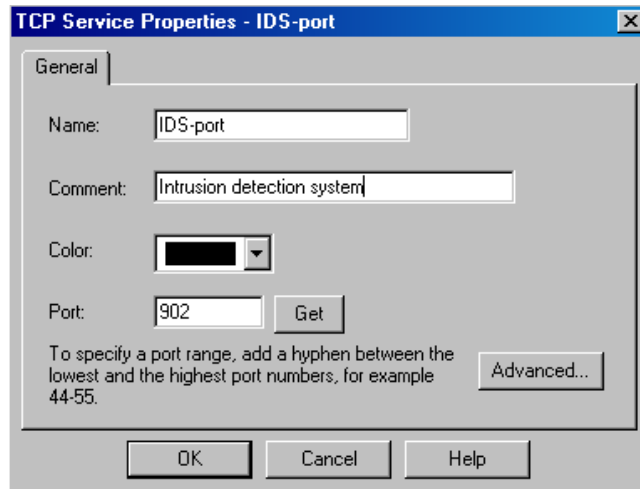 TCP Service Properties - IDS-port
General
Name: IDS-port
Comment: Intrusion detection system
Color:
Port: 902 Get
To specify a port range, add a hyphen between the
lowest and the highest port numbers, for example
44-55.
Advanced...
OK Cancel Help